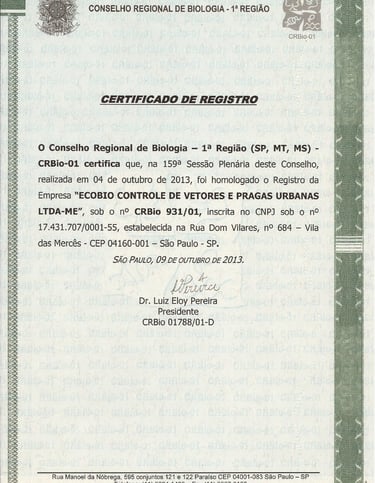 CONSELHO REGIONAL DE BIOLOGIA - 1ª REGIÃO
CRBio-01
CERTIFICADO DE REGISTRO
O Conselho Regional de Biologia – 1ª Região (SP, MT, MS) -
CRBio-01 certifica que, na 159ª Sessão Plenária deste Conselho,
realizada em 04 de outubro de 2013, foi homologado o Registro da
Empresa "ECOBIO CONTROLE DE VETORES E PRAGAS URBANAS
LTDA-ME", sob o nº CRBio 931/01, inscrita no CNPJ sob o nº
17.431.707/0001-55, estabelecida na Rua Dom Vilares, nº 684 – Vila
das Mercês - CEP 04160-001 – São Paulo - SP.
SÃO PAULO, 09 DE OUTUBRO DE 2013.
Dr. Luiz Eloy Pereira
Presidente
CRBio 01788/01-D
Rua Manoel da Nóbrega, 595 conjuntos 121 e 122 Paraíso CEP 04001-083 São Paulo – SP